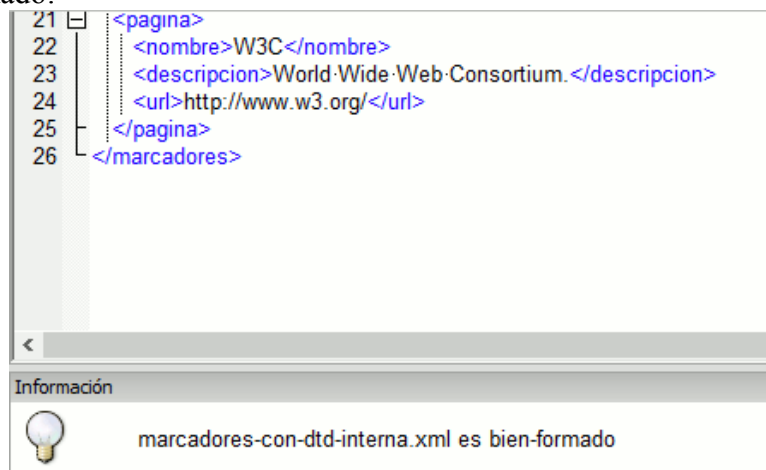 21 <pagina>
22 <nombre>W3C</nombre>
23 <descripcion>World·Wide·Web·Consortium.</descripcion>
24 <url>http://www.w3.org/</url>
25 </pagina>
26 </marcadores>
Información
marcadores-con-dtd-interna.xml es bien-formado